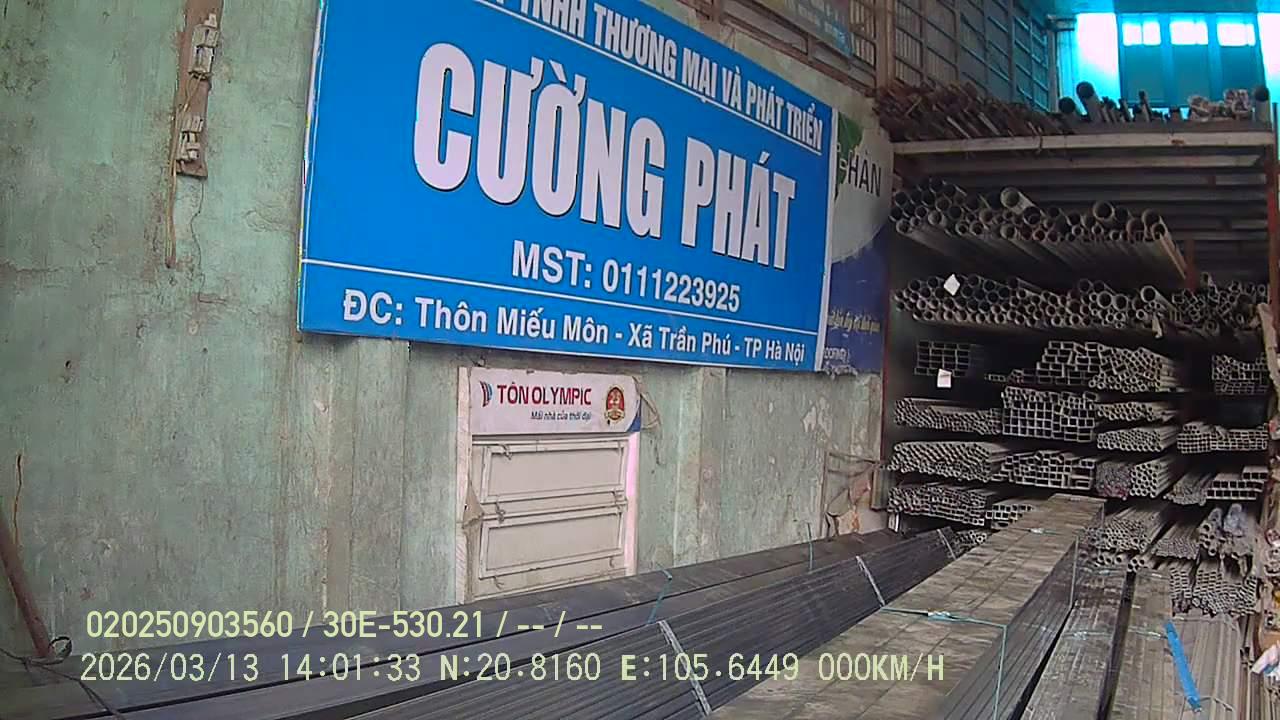 TNHH THƯƠNG MẠI VÀ PHÁT TRIỂN
CƯỜNG PHÁT
MST: 0111223925
ĐC: Thôn Miếu Môn - Xã Trần Phú - TP Hà Nội
HÁN
TÔN OLYMPIC
Mái nhà của thời đại
020250903560 / 30E-530.21 / -- / --
2026/03/13 14:01:33 N:20.8160 E:105.6449 000KM/H